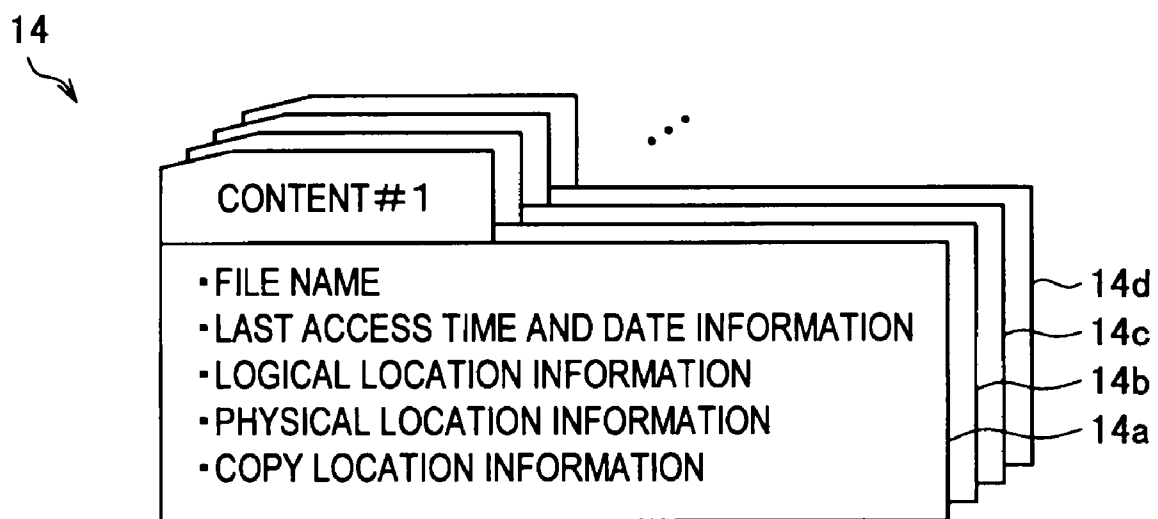 14
CONTENT#1
▪FILE NAME
▪LAST ACCESS TIME AND DATE INFORMATION
▪LOGICAL LOCATION INFORMATION
▪PHYSICAL LOCATION INFORMATION
▪COPY LOCATION INFORMATION
14d
14c
14b
14a